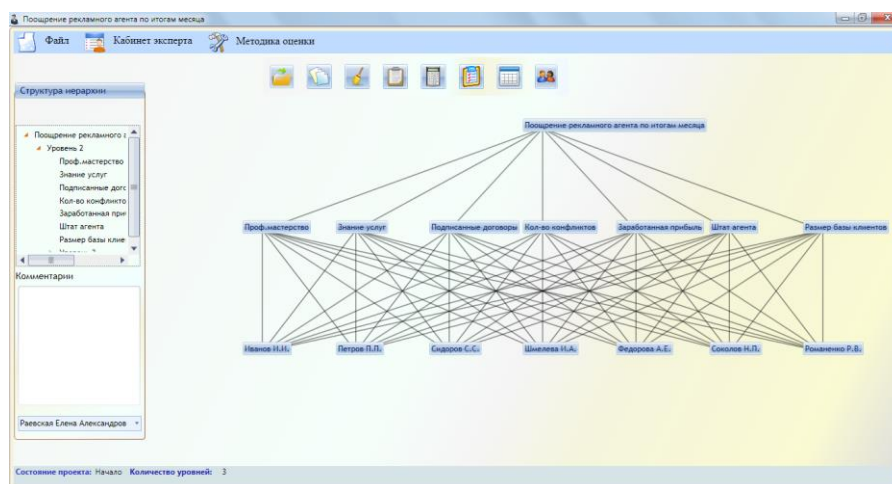 Поощрение рекламного агента по итогам месяца
Файл Кабинет эксперта Методика оценки
Структура иерархии
Поощрение рекламного г
Уровень 2
Проф.мастерство
Знание услуг
Подписанные догс
Кол-во конфликто
Заработанная при
Штат агента
Размер базы клие
Комментарии
Раевская Елена Александров
Поощрение рекламного агента по итогам месяца
Проф.мастерство Знание услуг Подписанные договоры Кол-во конфликтов Заработанная прибыль Штат агента Размер базы клиентов
Иванов И.И. Петров П.П. Сидоров С.С. Шмелева И.А. Федорова А.Е. Соколов Н.П. Романенко Р.В.
Состояние проекта: Начало Количество уровней: 3